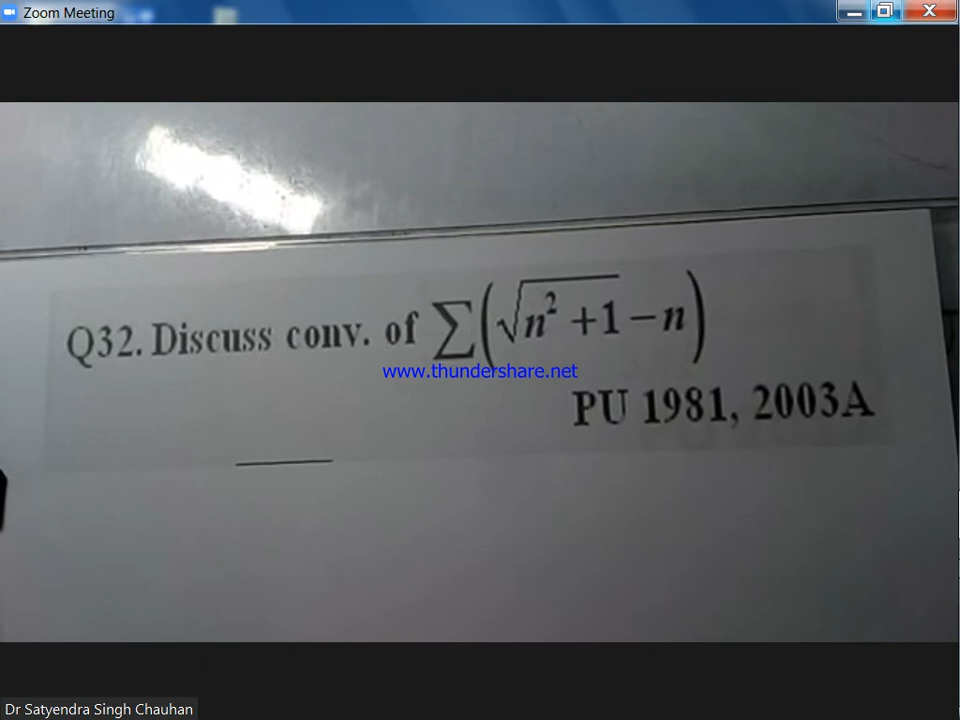 Zoom Meeting
Q32. Discuss conv. of ∑(√n² +1 − n)
www.thundershare.net
PU 1981, 2003A
Dr Satyendra Singh Chauhan